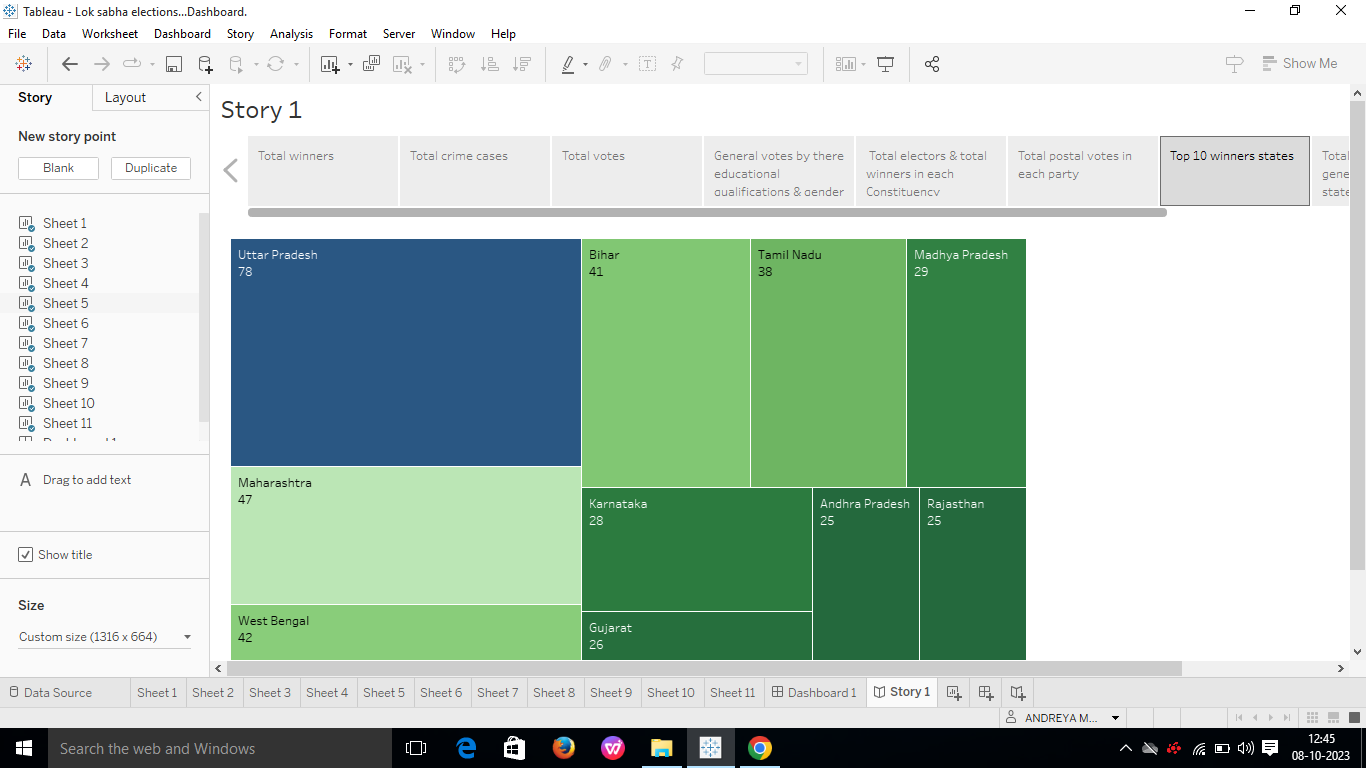 Tableau - Lok sabha elections...Dashboard.
File Data Worksheet Dashboard Story Analysis Format Server Window Help
Show Me
Story Layout
New story point
Blank Duplicate
Sheet 1
Sheet 2
Sheet 3
Sheet 4
Sheet 5
Sheet 6
Sheet 7
Sheet 8
Sheet 9
Sheet 10
Sheet 11
A Drag to add text
Show title
Size
Custom size (1316 x 664)
Story 1
Total winners
Total crime cases
Total votes
General votes by there
educational
qualifications & gender
Total electors & total
winners in each
Constituency
Total postal votes in
each party
Top 10 winners states
Total
gene
state
Uttar Pradesh
78
Bihar
41
Tamil Nadu
38
Madhya Pradesh
29
Maharashtra
47
Karnataka
28
Andhra Pradesh
25
Rajasthan
25
West Bengal
42
Gujarat
26
Data Source Sheet 1 Sheet 2 Sheet 3 Sheet 4 Sheet 5 Sheet 6 Sheet 7 Sheet 8 Sheet 9 Sheet 10 Sheet 11 Dashboard 1 Story 1
ANDREYA M...
Search the web and Windows
12:45
08-10-2023